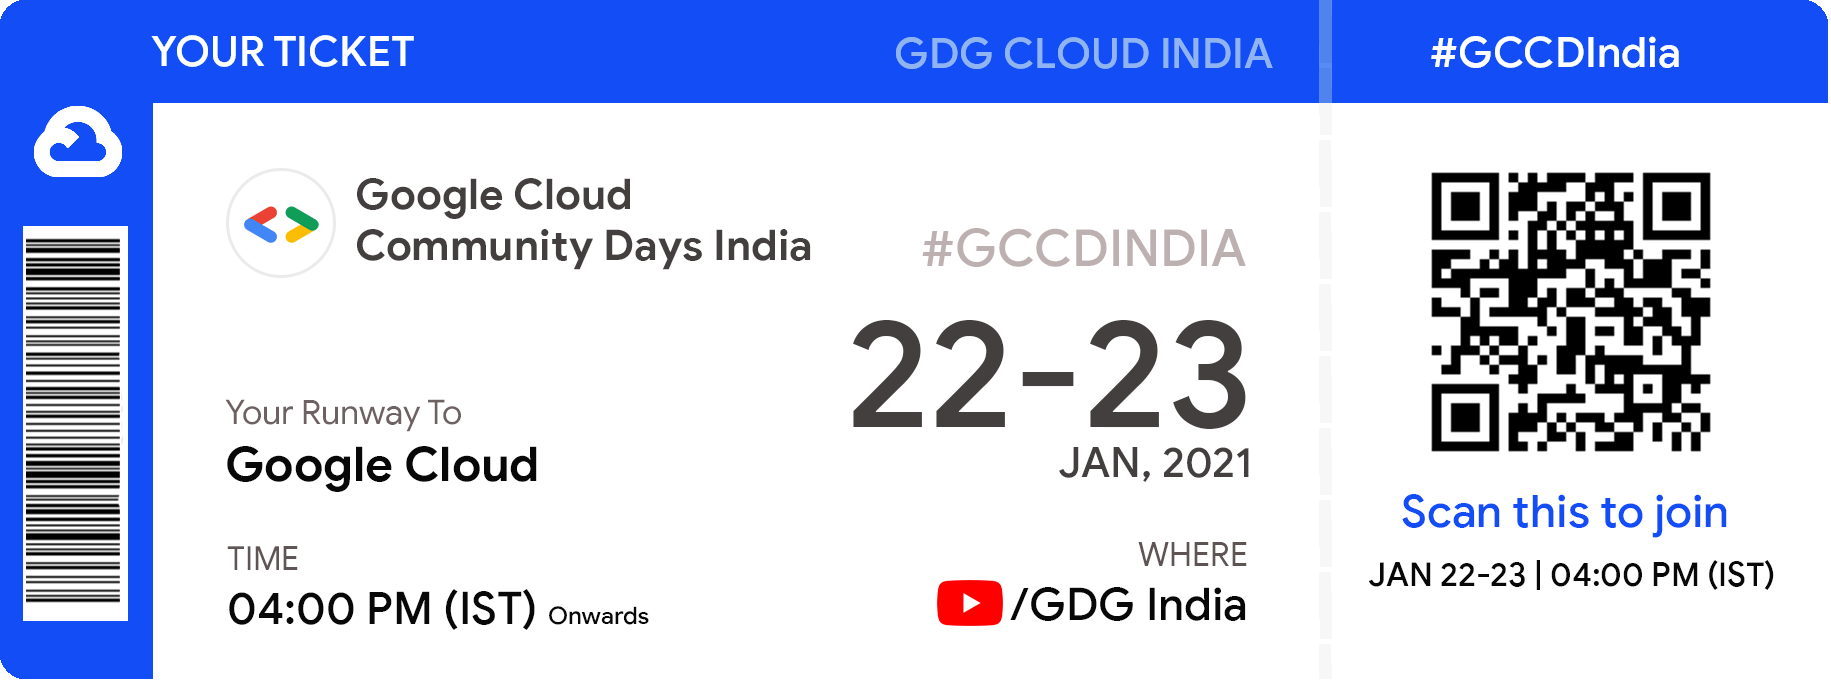 YOUR TICKET
GDG CLOUD INDIA
#GCCDIndia
Google Cloud
Community Days India
#GCCDINDIA
22-23
JAN, 2021
Your Runway To
Google Cloud
TIME
04:00 PM (IST) Onwards
WHERE
/GDG India
Scan this to join
JAN 22-23 | 04:00 PM (IST)